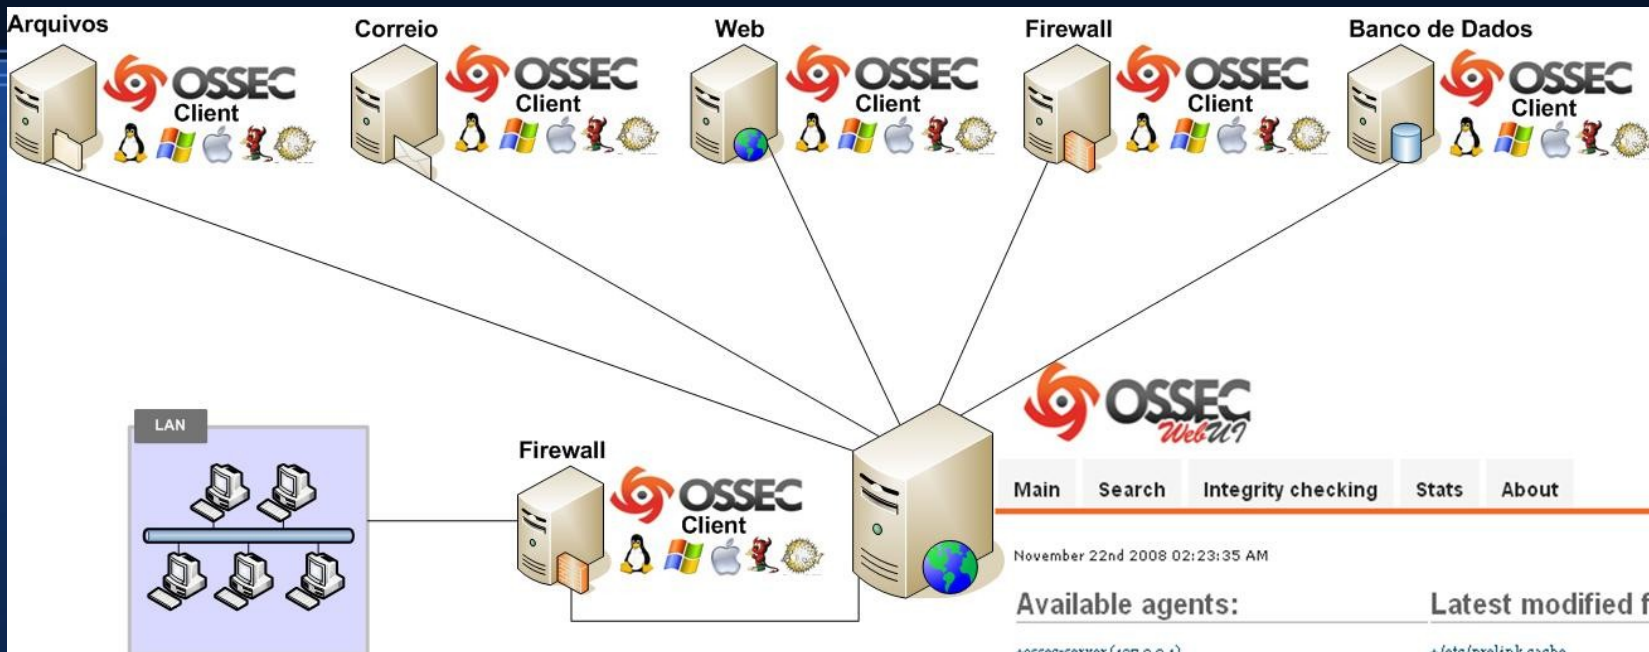 Arquivos
OSSEC
Client
Correio
OSSEC
Client
Web
OSSEC
Client
Firewall
OSSEC
Client
Banco de Dados
OSSEC
Client
LAN
Firewall
OSSEC
Client
OSSEC
WebUI
Main Search Integrity checking Stats About
November 22nd 2008 02:23:35 AM
Available agents:
Latest modified f